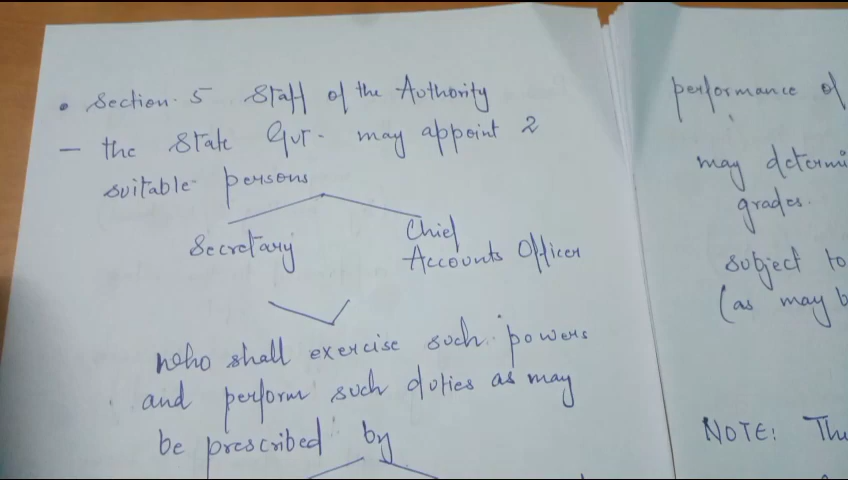 • Section. 5 Staff of the Authority
– the State Gvt. may appoint 2
suitable persons
Secretary
Chief
Accounts Officer
who shall exercise such powers
and perform such duties as may
be prescribed by
performance of
may determi
grades.
subject to
(as may b
NOTE: Th